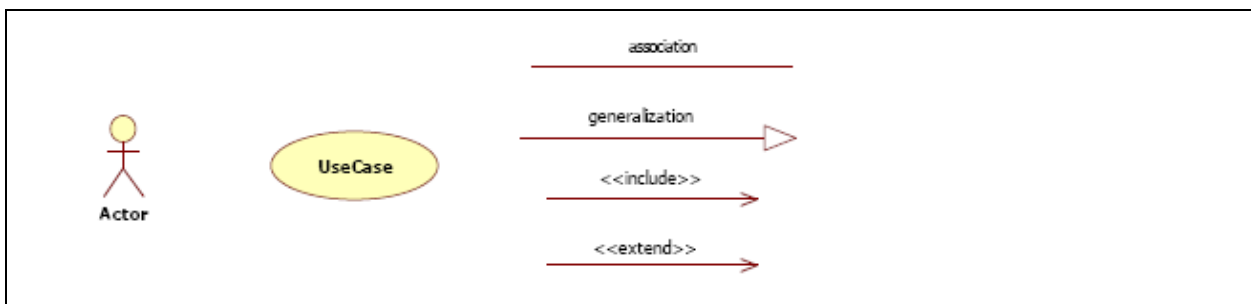 association
generalization
<<include>>
<<extend>>
UseCase
Actor